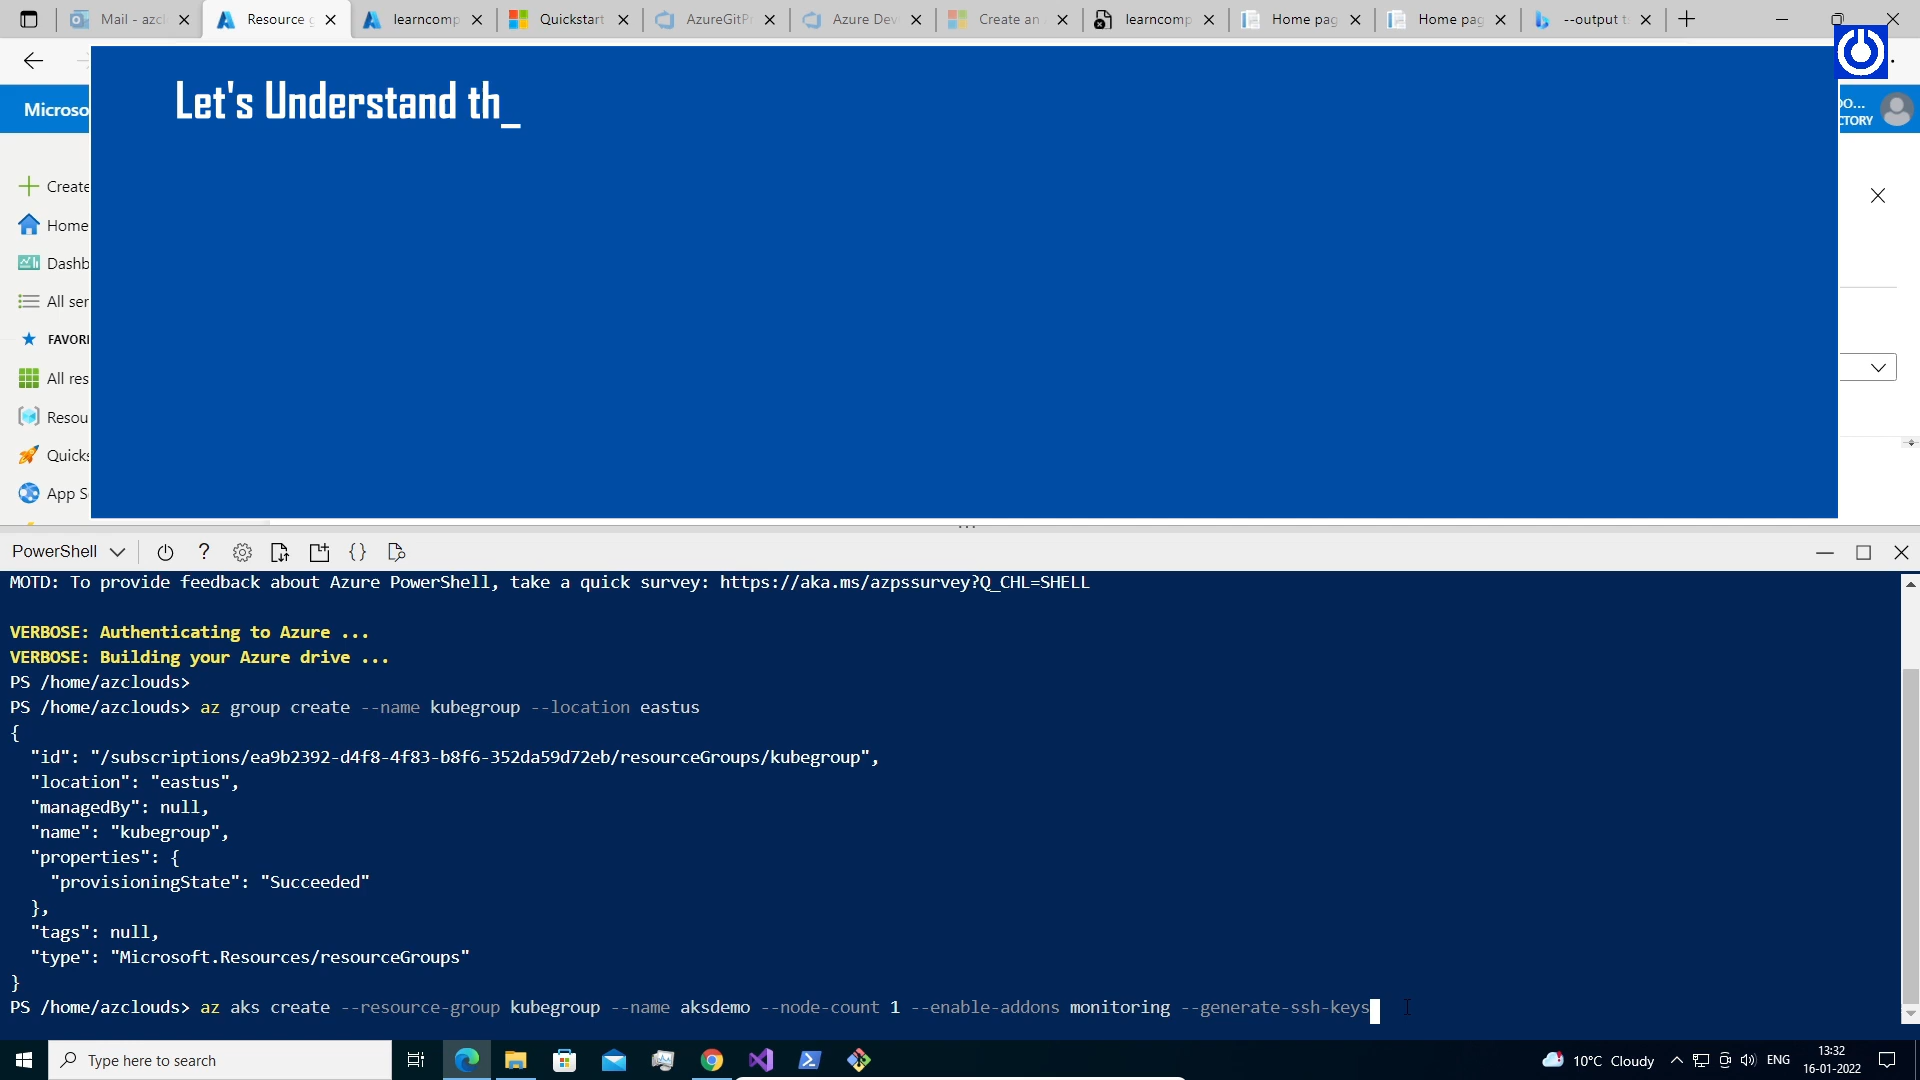 Mail - azcl
Resource g
learncomp
Quickstart
AzureGitPr
Azure Dev
Create an
learncomp
Home pag
Home pag
--output t
Let's Understand th_
Microso
DO...
CTORY
Create
Home
Dashb
All ser
FAVORI
All res
Resou
Quicks
App S
PowerShell
MOTD: To provide feedback about Azure PowerShell, take a quick survey: https://aka.ms/azpssurvey?Q_CHL=SHELL
VERBOSE: Authenticating to Azure ...
VERBOSE: Building your Azure drive ...
PS /home/azclouds>
PS /home/azclouds> az group create --name kubegroup --location eastus
{
"id": "/subscriptions/ea9b2392-d4f8-4f83-b8f6-352da59d72eb/resourceGroups/kubegroup",
"location": "eastus",
"managedBy": null,
"name": "kubegroup",
"properties": {
"provisioningState": "Succeeded"
},
"tags": null,
"type": "Microsoft.Resources/resourceGroups"
}
PS /home/azclouds> az aks create --resource-group kubegroup --name aksdemo --node-count 1 --enable-addons monitoring --generate-ssh-keys
Type here to search
10°C Cloudy
ENG
13:32
16-01-2022